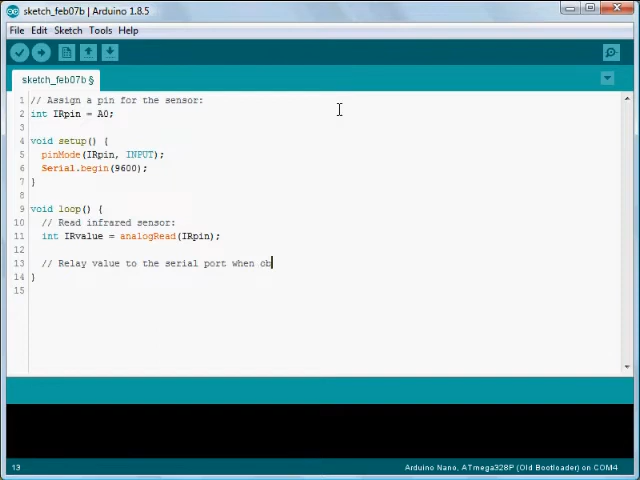 sketch_feb07b | Arduino 1.8.5
File Edit Sketch Tools Help
sketch_feb07b §
1 // Assign a pin for the sensor:
2 int IRpin = A0;
3
4 void setup() {
5 pinMode(IRpin, INPUT);
6 Serial.begin(9600);
7 }
8
9 void loop() {
10 // Read infrared sensor:
11 int IRvalue = analogRead(IRpin);
12
13 // Relay value to the serial port when ob
14 }
15
13 Arduino Nano, ATmega328P (Old Bootloader) on COM4